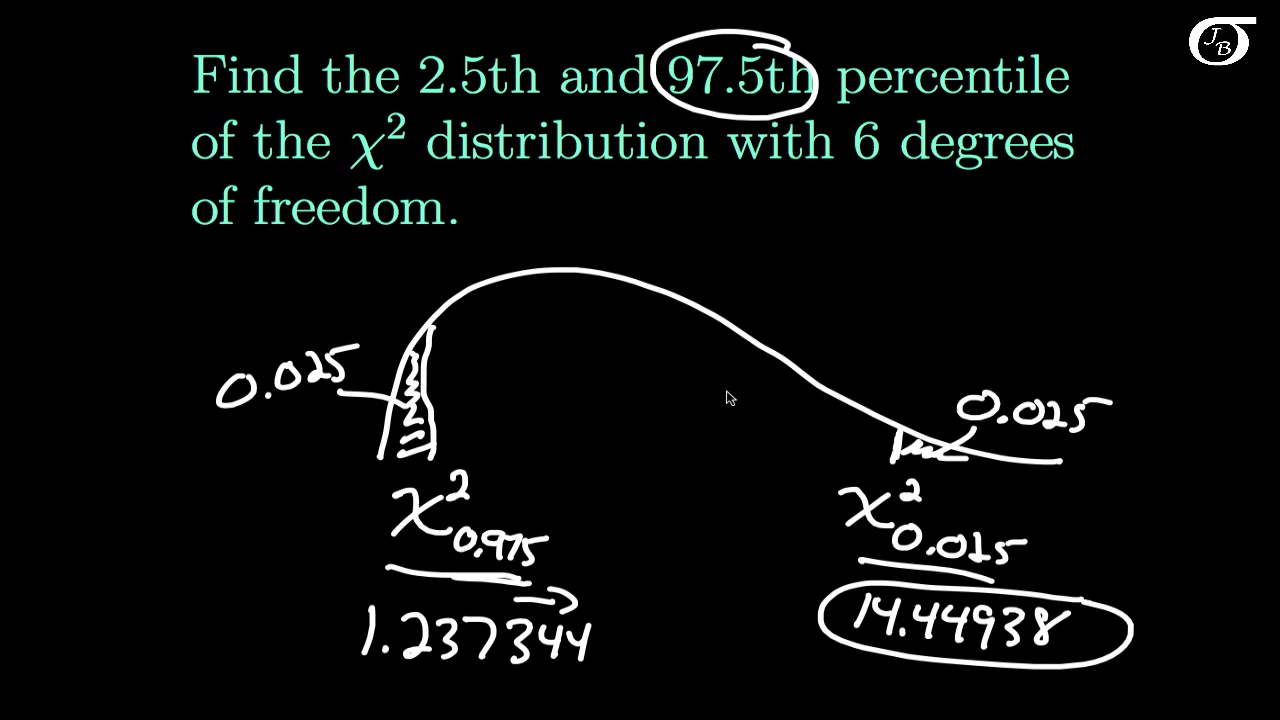 JB
Find the 2.5th and 97.5th percentile
of the χ² distribution with 6 degrees
of freedom.
0.025
0.025
χ²0.975
χ²0.025
1.237344
14.44938